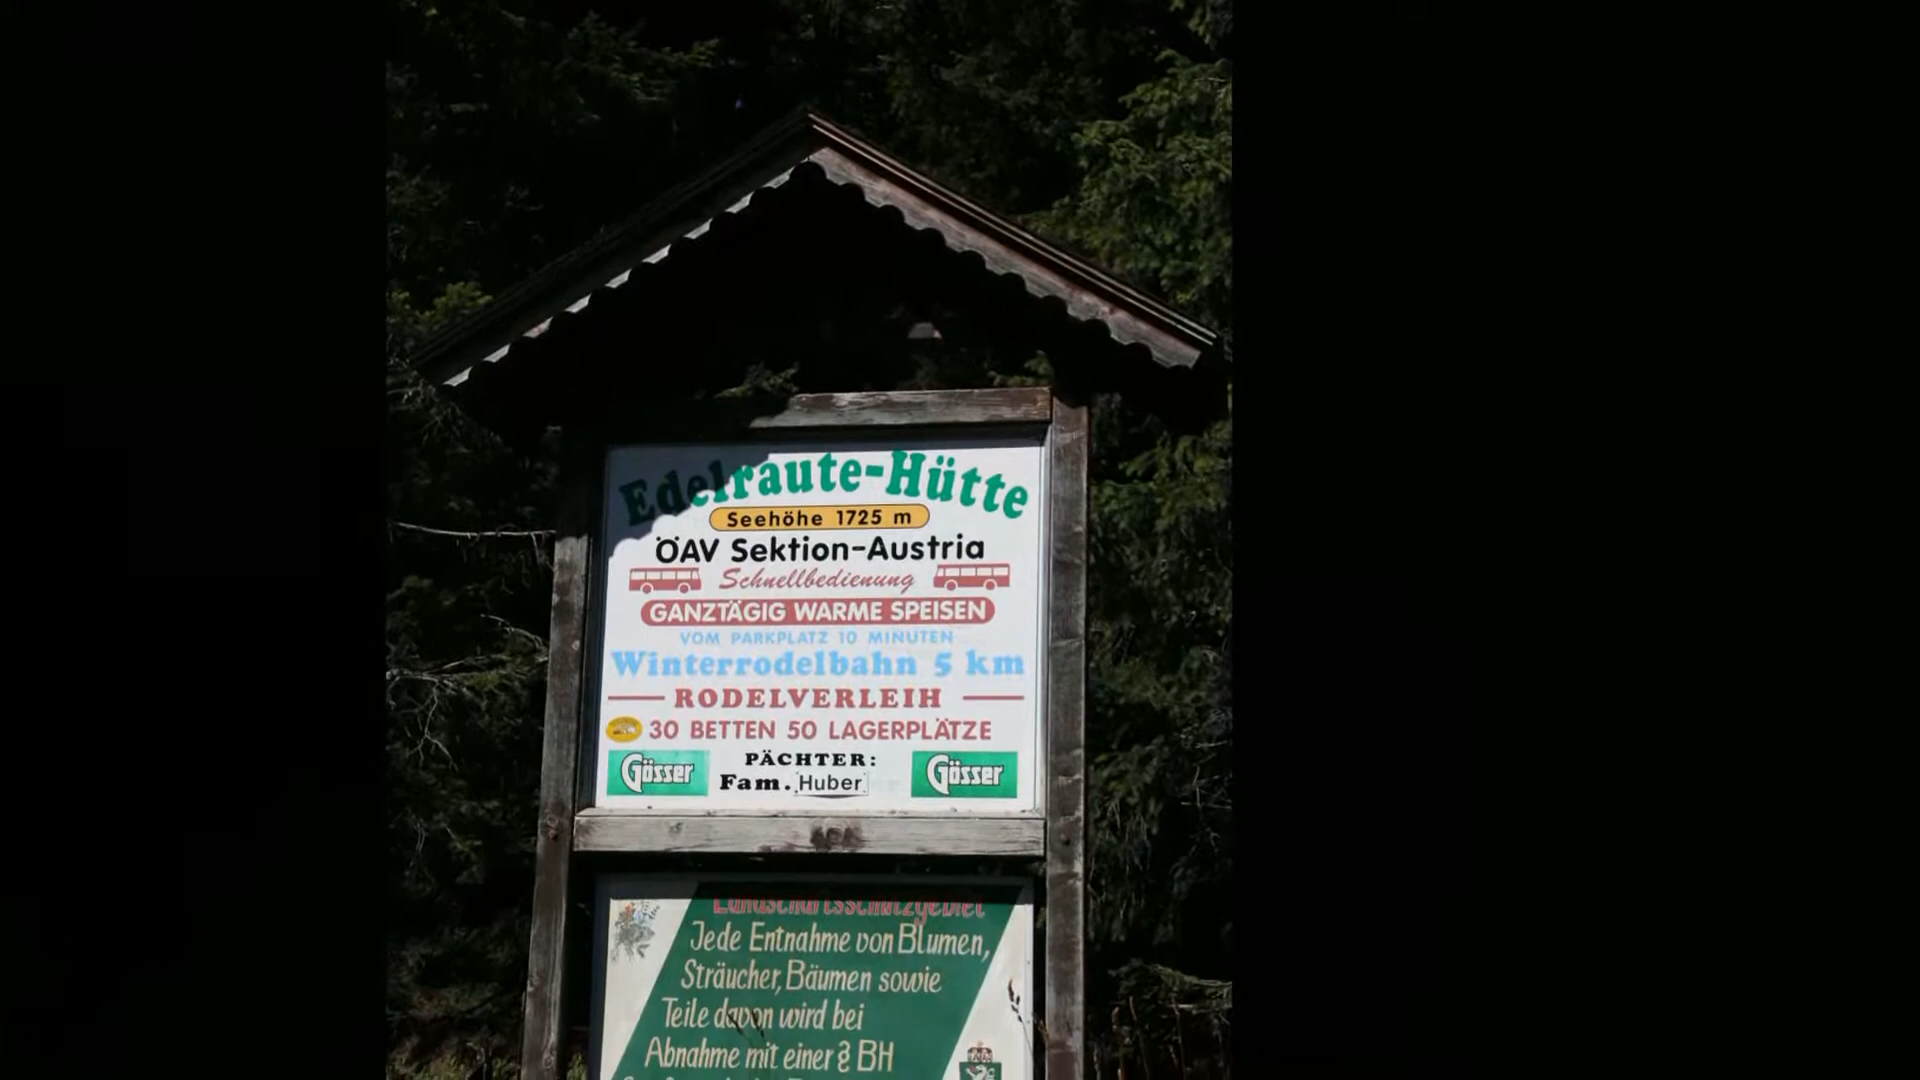 Edelraute-Hütte
Seehöhe 1725 m
ÖAV Sektion-Austria
Schnellbedienung
GANZTÄGIG WARME SPEISEN
VOM PARKPLATZ 10 MINUTEN
Winterrodelbahn 5 km
RODELVERLEIH
30 BETTEN 50 LAGERPLÄTZE
Gösser
PÄCHTER:
Fam. Huber
Gösser
Landschaftsschutzgebiet
Jede Entnahme von Blumen,
Sträucher, Bäumen sowie
Teile davon wird bei
Abnahme mit einer § BH